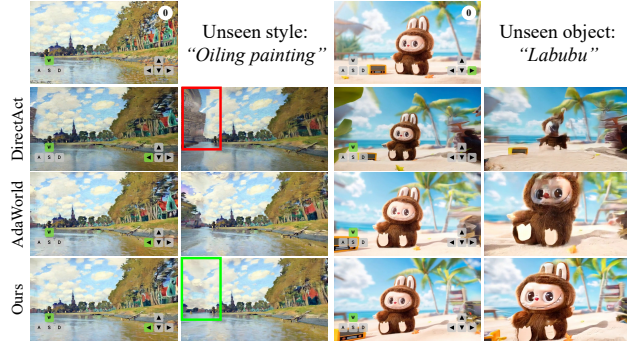 0
Unseen style:
"Oiling painting"
0
Unseen object:
"Labubu"
W
A S D
W
A S D
DirectAct
W
A S D
W
A S D
AdaWorld
W
A S D
W
A S D
Ours
W
A S D
W
A S D